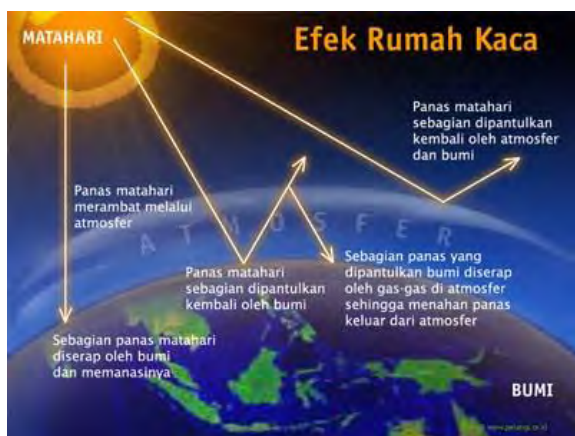 MATAHARI
Efek Rumah Kaca
Panas matahari
sebagian dipantulkan
kembali oleh atmosfer
dan bumi
Panas matahari
merambat melalui
atmosfer
ATMOSFER
Panas matahari
sebagian dipantulkan
kembali oleh bumi
Sebagian panas yang
dipantulkan bumi diserap
oleh gas-gas di atmosfer
sehingga menahan panas
keluar dari atmosfer
Sebagian panas matahari
diserap oleh bumi
dan memanasinya
BUMI